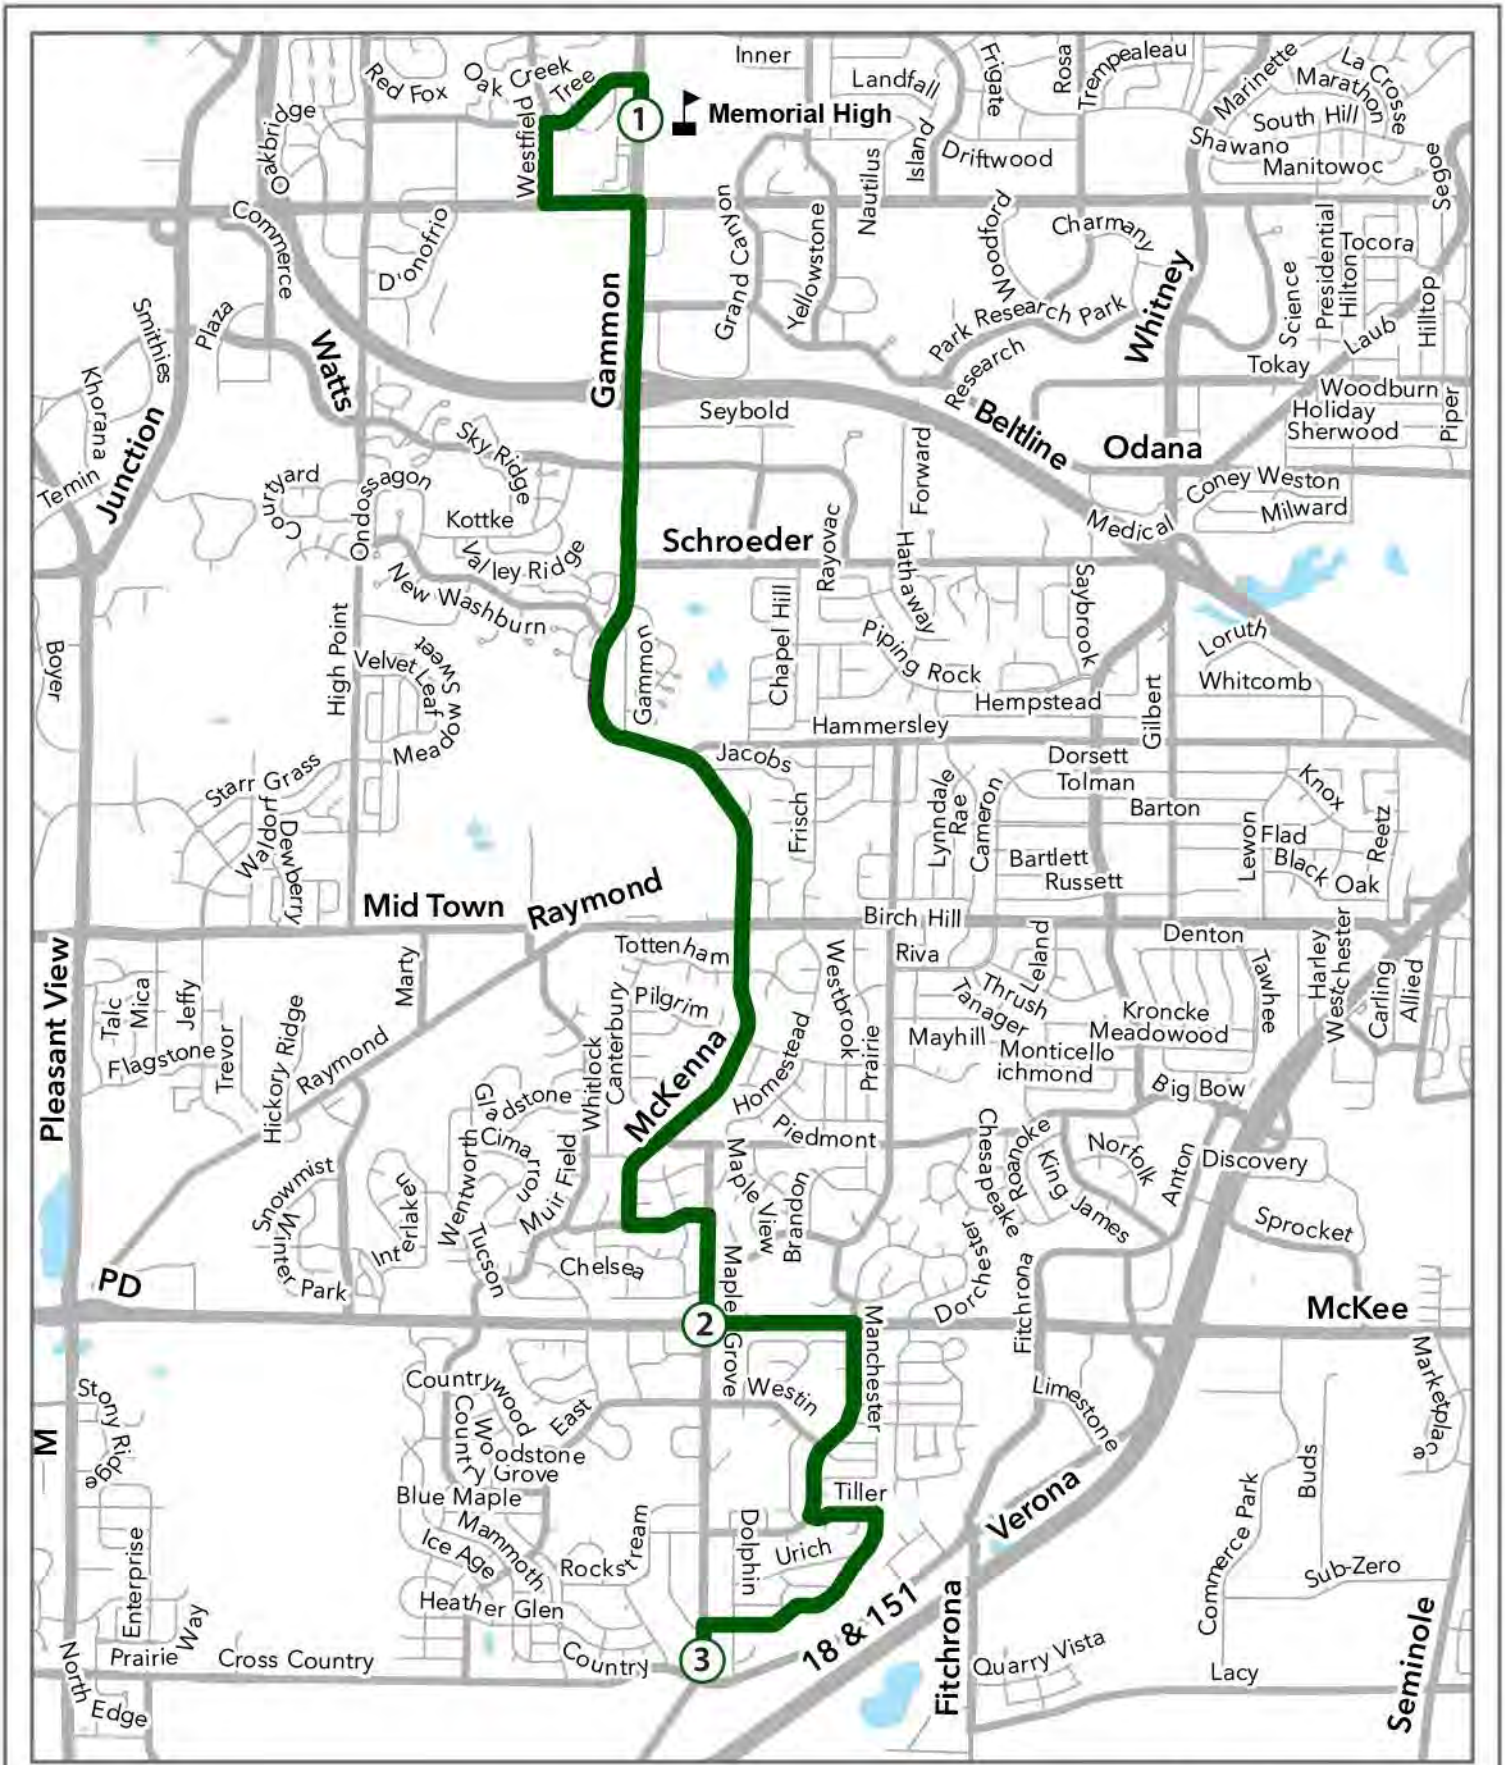 Inner
La Crosse
Marathon
Marinette
Trempealeau
Rosa
Frigate
Landfall
Red Fox
Oak Creek
Tree
Westfield
1
Memorial High
South Hill
Shawano
Manitowoc
Segoe
Oakbridge
Driftwood
Island
Nautilus
Commerce
D'onofrio
Grand Canyon
Yellowstone
Woodford
Charmany
Whitney
Presidential
Hilton
Tocora
Science
Hilltop
Laub
Smithies
Plaza
Watts
Gammon
Park
Research Park
Research
Tokay
Khorana
Junction
Seybold
Beltline
Odana
Woodburn
Holiday
Sherwood
Piper
Temin
Courtyard
Sky Ridge
Ondossagon
Kottke
Valley Ridge
New Washburn
Schroeder
Rayovac
Forward
Hathaway
Medical
Coney Weston
Milward
Boyer
High Point
Velvet Leaf
Sweet
Meadow
Gammon
Chapel Hill
Piping Rock
Saybrook
Hempstead
Gilbert
Loruth
Whitcomb
Hammersley
Jacobs
Dorsett
Tolman
Barton
Knox
Starr Grass
Waldorf
Dewberry
Frisch
Lynndale
Rae
Cameron
Bartlett
Russett
Lewon
Flad
Black Oak
Reetz
Mid Town
Raymond
Birch Hill
Riva
Leland
Denton
Tawhee
Harley
Westchester
Carling
Allied
Pleasant View
Talc
Mica
Jeffy
Marty
Tottenham
Pilgrim
Westbrook
Thrush
Tanager
Mayhill
Kroncke
Meadowood
Monticello
ichmond
Big Bow
Flagstone
Trevor
Hickory Ridge
Raymond
Whitlock
Canterbury
McKenna
Homestead
Prairie
Piedmont
Gladstone
Cimarron
Wentworth
Muir Field
Tucson
Snowmist
Winter
Park
Interlaken
Chelsea
Maple View
Brandon
Chesapeake
Roanoke
King James
Norfolk
Anton
Discovery
Sprocket
Dorchester
Fitchrona
PD
2
Maple Grove
Manchester
McKee
Marketplace
M
Stony Ridge
Countrywood
Woodstone
Country Grove
East
Westin
Limestone
Blue Maple
Mammoth
Ice Age
Tiller
Verona
Buds
Commerce Park
Enterprise
Rockstream
Dolphin
Urich
Sub-Zero
Heather Glen
18 & 151
Prairie Way
Cross Country
Country
3
Fitchrona
Quarry Vista
Lacy
Seminole
North Edge